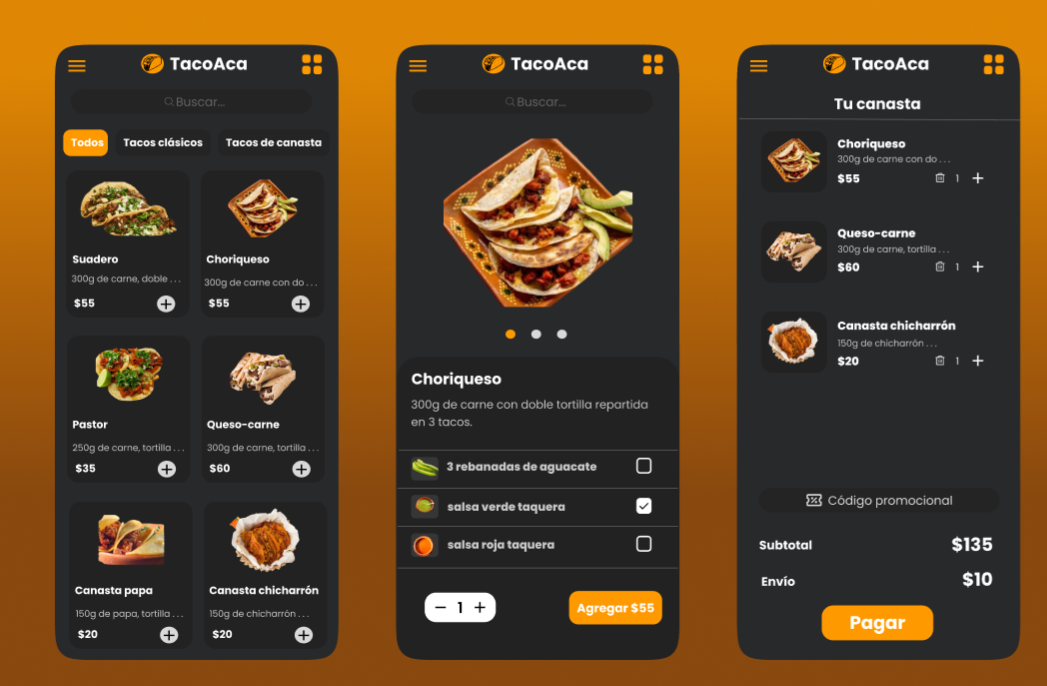 TacoAca
Buscar...
Todos
Tacos clásicos
Tacos de canasta
Suadero
300g de carne, doble . . .
$55
Choriqueso
300g de carne con do . . .
$55
Pastor
250g de carne, tortilla . . .
$35
Queso-carne
300g de carne, tortilla . . .
$60
Canasta papa
150g de papa, tortilla . . .
$20
Canasta chicharrón
150g de chicharrón . . .
$20
TacoAca
Buscar...
Choriqueso
300g de carne con doble tortilla repartida
en 3 tacos.
3 rebanadas de aguacate
salsa verde taquera
salsa roja taquera
− 1 +
Agregar $55
TacoAca
Tu canasta
Choriqueso
300g de carne con do . . .
$55
1 +
Queso-carne
300g de carne, tortilla . . .
$60
1 +
Canasta chicharrón
150g de chicharrón . . .
$20
1 +
Código promocional
Subtotal
$135
Envío
$10
Pagar